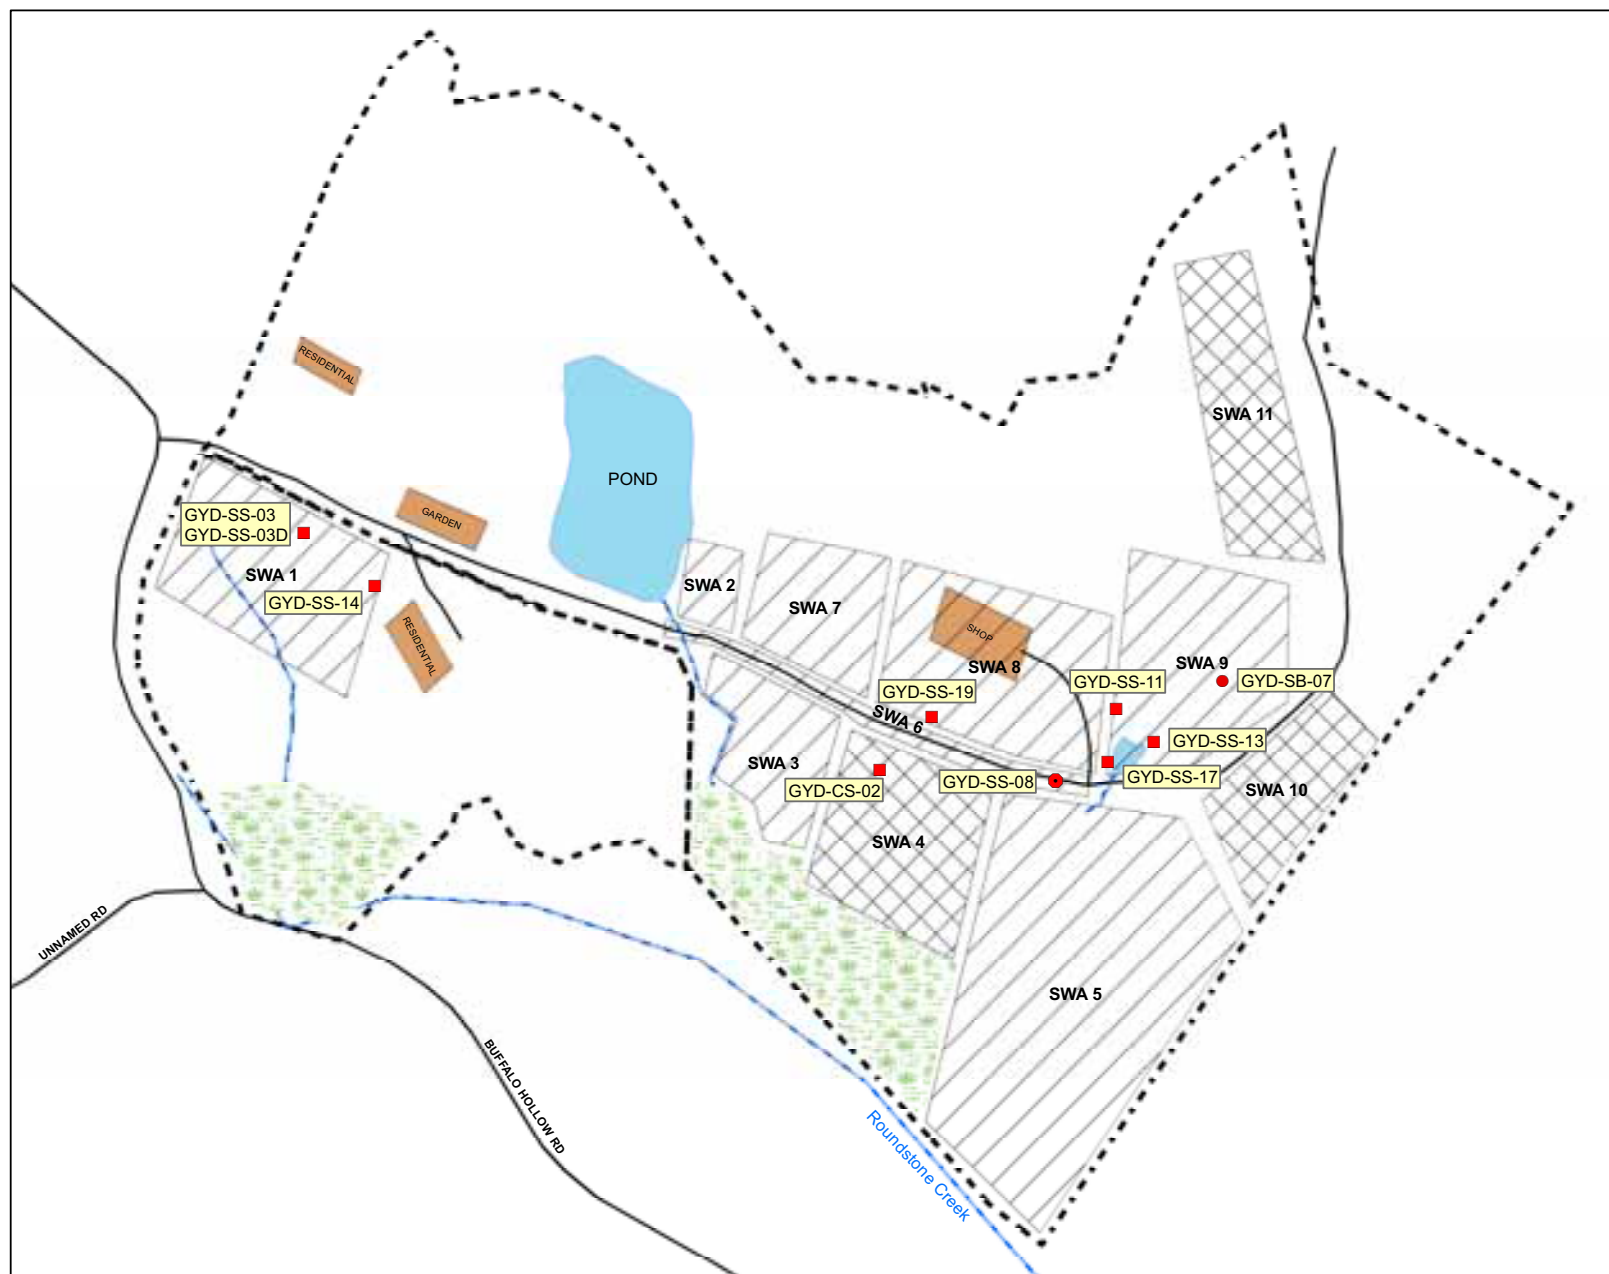 RESIDENTIAL
SWA 11
POND
GYD-SS-03
GYD-SS-03D
GARDEN
SWA 1
SWA 2
SWA 7
GYD-SS-14
RESIDENTIAL
SHOP
SWA 8
SWA 9
GYD-SS-11
GYD-SB-07
GYD-SS-19
SWA 6
GYD-SS-13
SWA 3
GYD-SS-17
GYD-CS-02
GYD-SS-08
SWA 10
SWA 4
UNNAMED RD
SWA 5
BUFFALO HOLLOW RD
Roundstone Creek